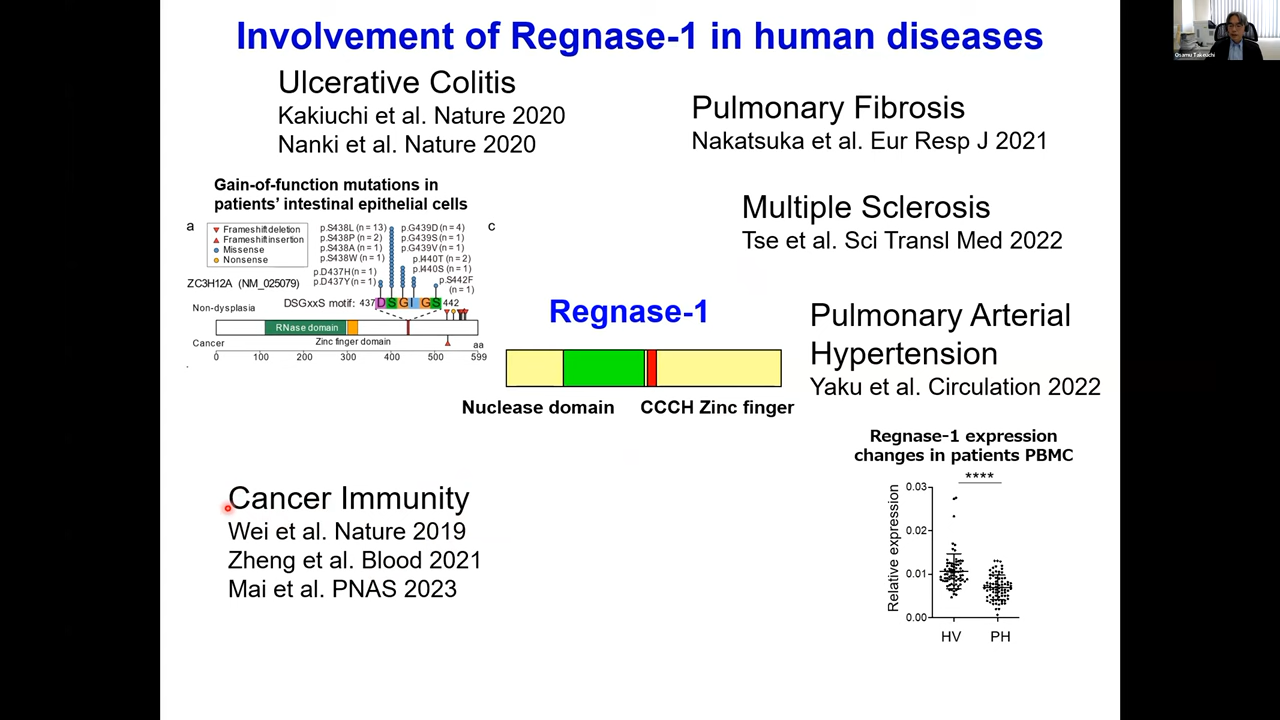 Involvement of Regnase-1 in human diseases
Osamu Takeuchi
Ulcerative Colitis
Kakiuchi et al. Nature 2020
Nanki et al. Nature 2020
Pulmonary Fibrosis
Nakatsuka et al. Eur Resp J 2021
Gain-of-function mutations in
patients' intestinal epithelial cells
a
c
Frameshift deletion
Frameshift insertion
Missense
Nonsense
p.S438L (n = 13)
p.S438P (n = 2)
p.S438A (n = 1)
p.S438W (n = 1)
p.D437H (n = 1)
p.D437Y (n = 1)
p.G439D (n = 4)
p.G439S (n = 1)
p.G439V (n = 1)
p.I440T (n = 2)
p.I440S (n = 1)
p.S442F
(n = 1)
ZC3H12A (NM_025079)
DSGxxS motif: 437 D S G I G S 442
Non-dysplasia
RNase domain
Cancer
Zinc finger domain
aa
0 100 200 300 400 500 599
Multiple Sclerosis
Tse et al. Sci Transl Med 2022
Regnase-1
Nuclease domain
CCCH Zinc finger
Pulmonary Arterial
Hypertension
Yaku et al. Circulation 2022
Regnase-1 expression
changes in patients PBMC
****
Relative expression
0.03
0.02
0.01
0.00
HV PH
Cancer Immunity
Wei et al. Nature 2019
Zheng et al. Blood 2021
Mai et al. PNAS 2023